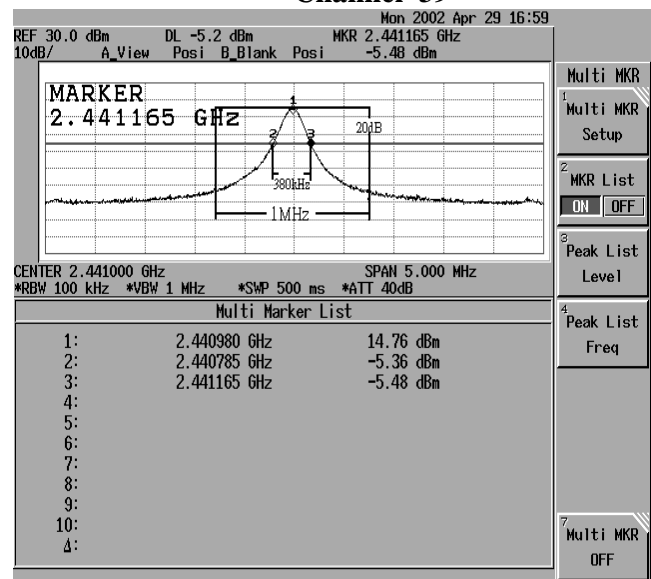 Channel 39
Mon 2002 Apr 29 16:59
REF 30.0 dBm DL -5.2 dBm MKR 2.441165 GHz
10dB/ A_View Posi B_Blank Posi -5.48 dBm
MARKER
2.441165 GHz
1
2 3
20dB
380kHz
1MHz
CENTER 2.441000 GHz SPAN 5.000 MHz
*RBW 100 kHz *VBW 1 MHz *SWP 500 ms *ATT 40dB
Multi Marker List
1: 2.440980 GHz 14.76 dBm
2: 2.440785 GHz -5.36 dBm
3: 2.441165 GHz -5.48 dBm
4:
5:
6:
7:
8:
9:
10:
Δ:
Multi MKR
1 Multi MKR
Setup
2 MKR List
ON OFF
3 Peak List
Level
4 Peak List
Freq
7 Multi MKR
OFF